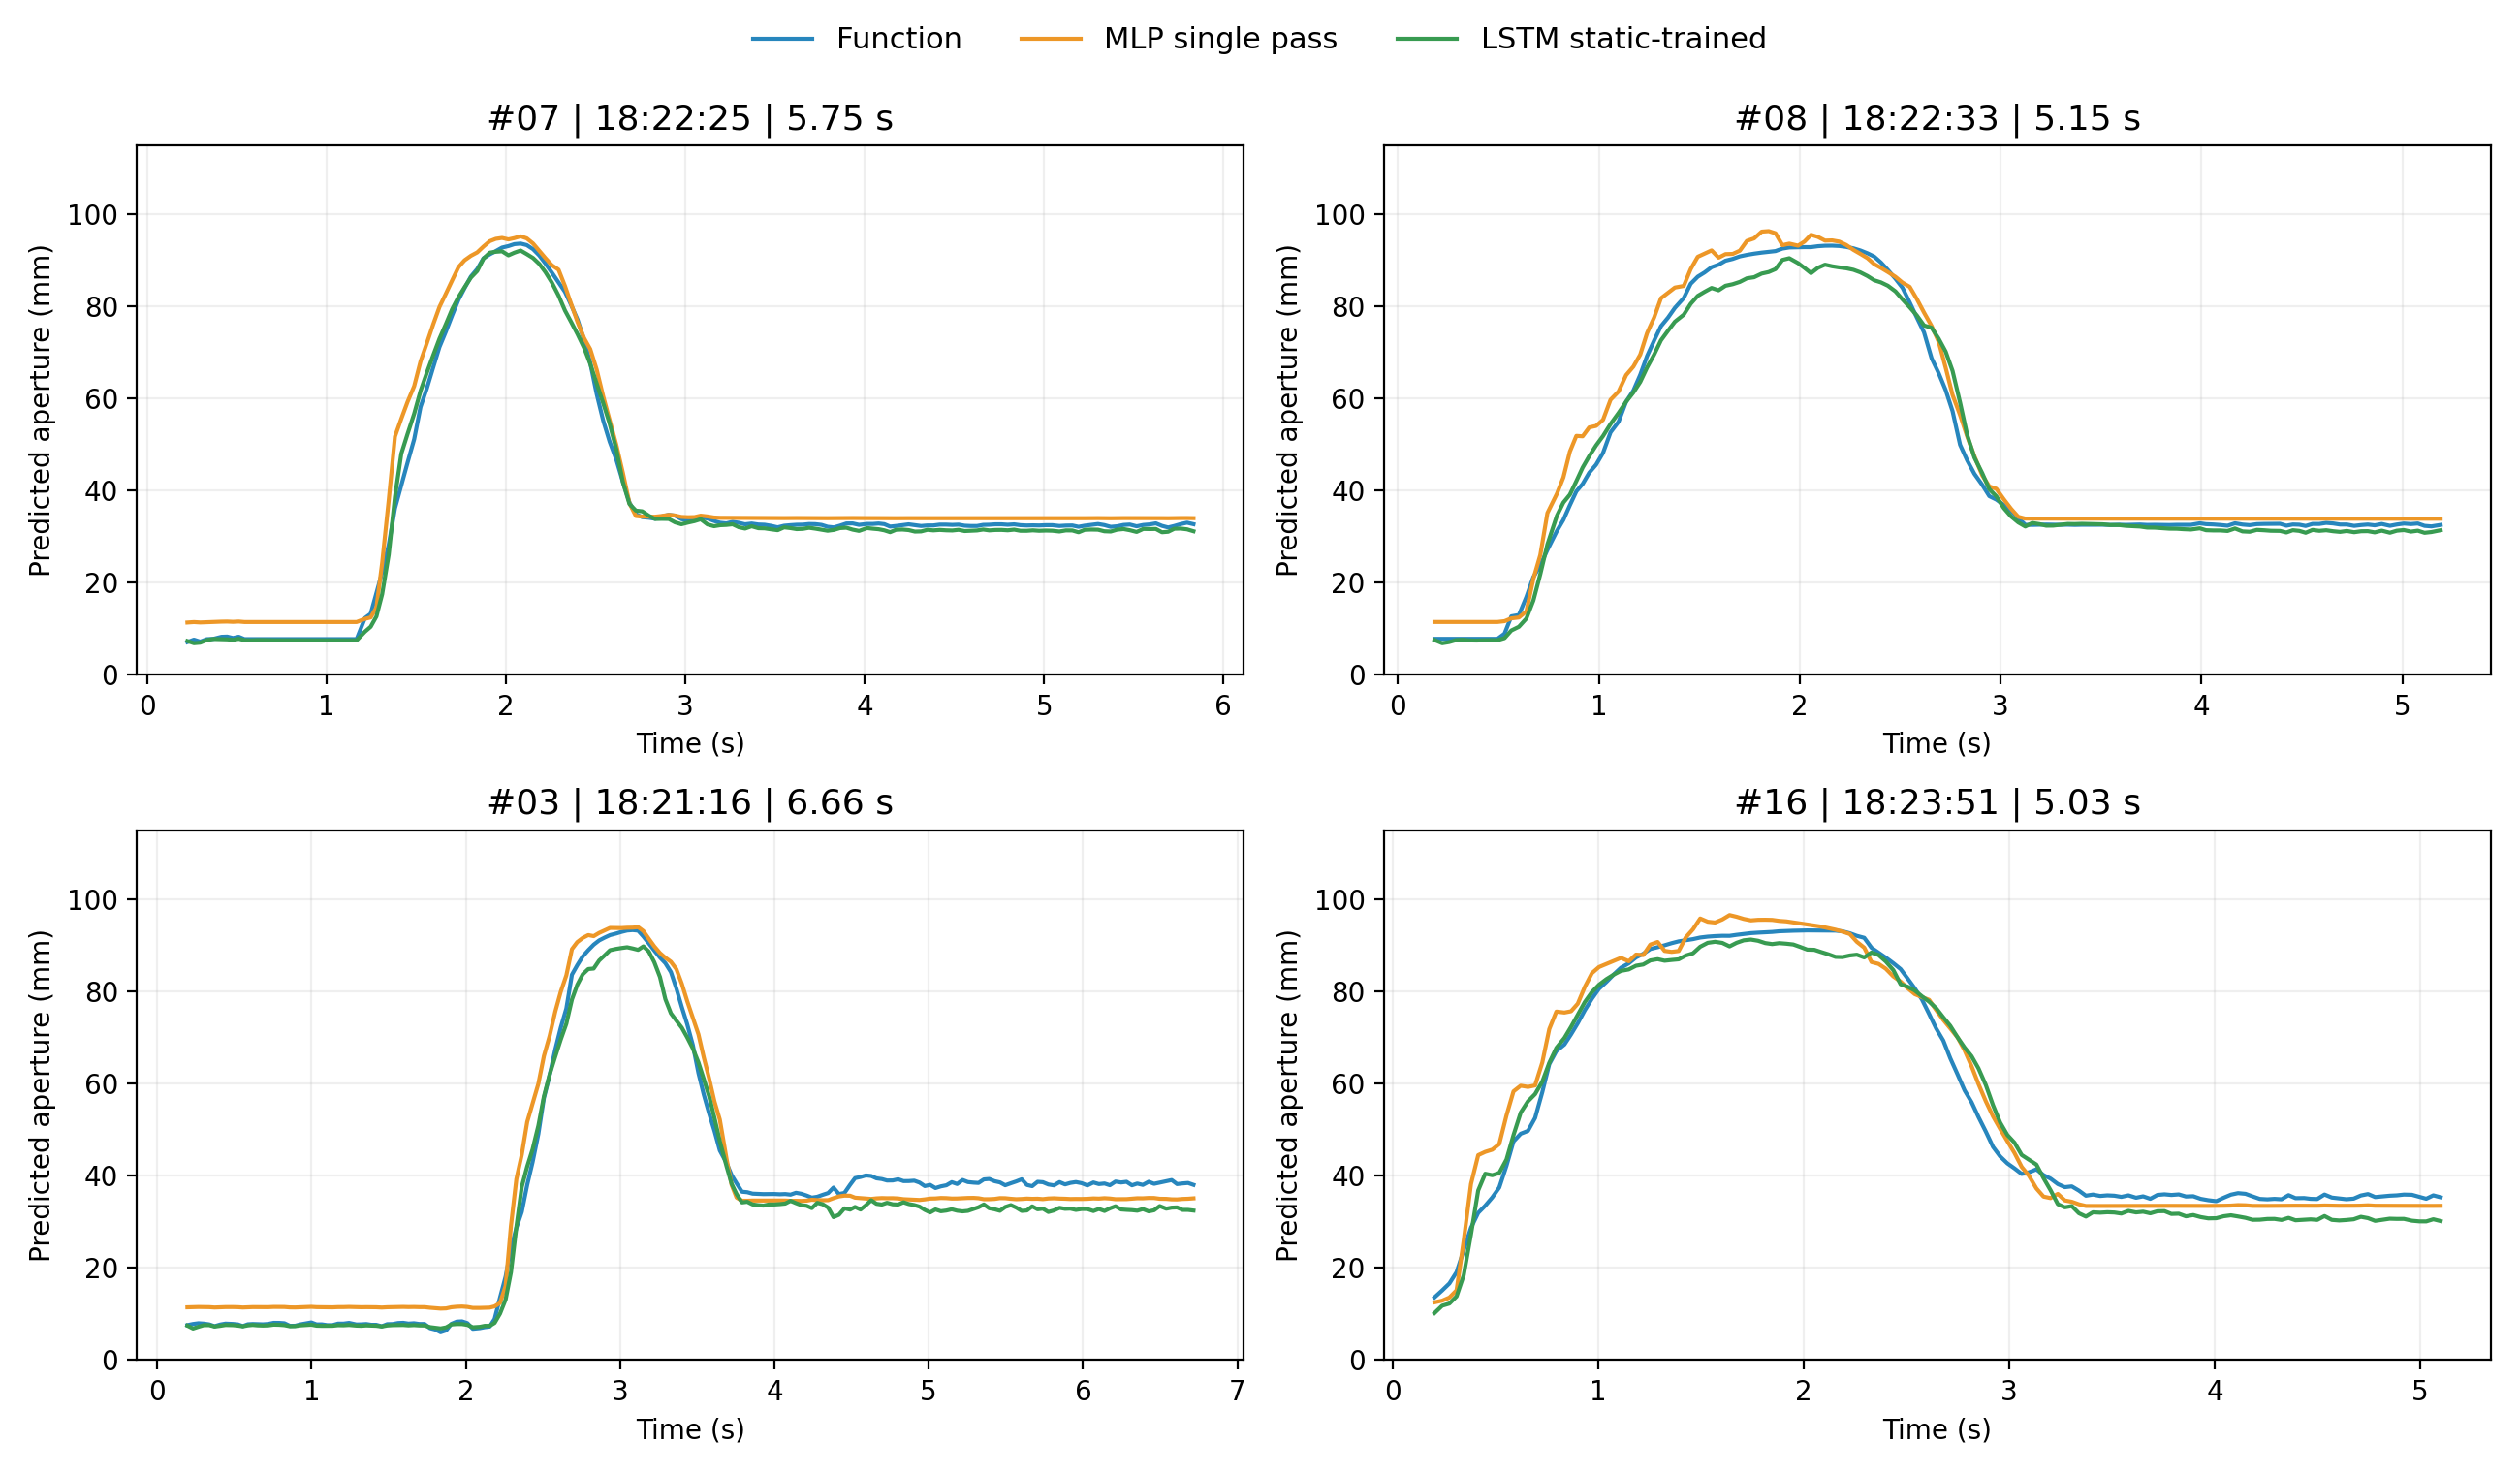 Function MLP single pass LSTM static-trained
#07 | 18:22:25 | 5.75 s
Predicted aperture (mm)
100
80
60
40
20
0
0 1 2 3 4 5 6
Time (s)
#08 | 18:22:33 | 5.15 s
Predicted aperture (mm)
100
80
60
40
20
0
0 1 2 3 4 5
Time (s)
#03 | 18:21:16 | 6.66 s
Predicted aperture (mm)
100
80
60
40
20
0
0 1 2 3 4 5 6 7
Time (s)
#16 | 18:23:51 | 5.03 s
Predicted aperture (mm)
100
80
60
40
20
0
0 1 2 3 4 5
Time (s)